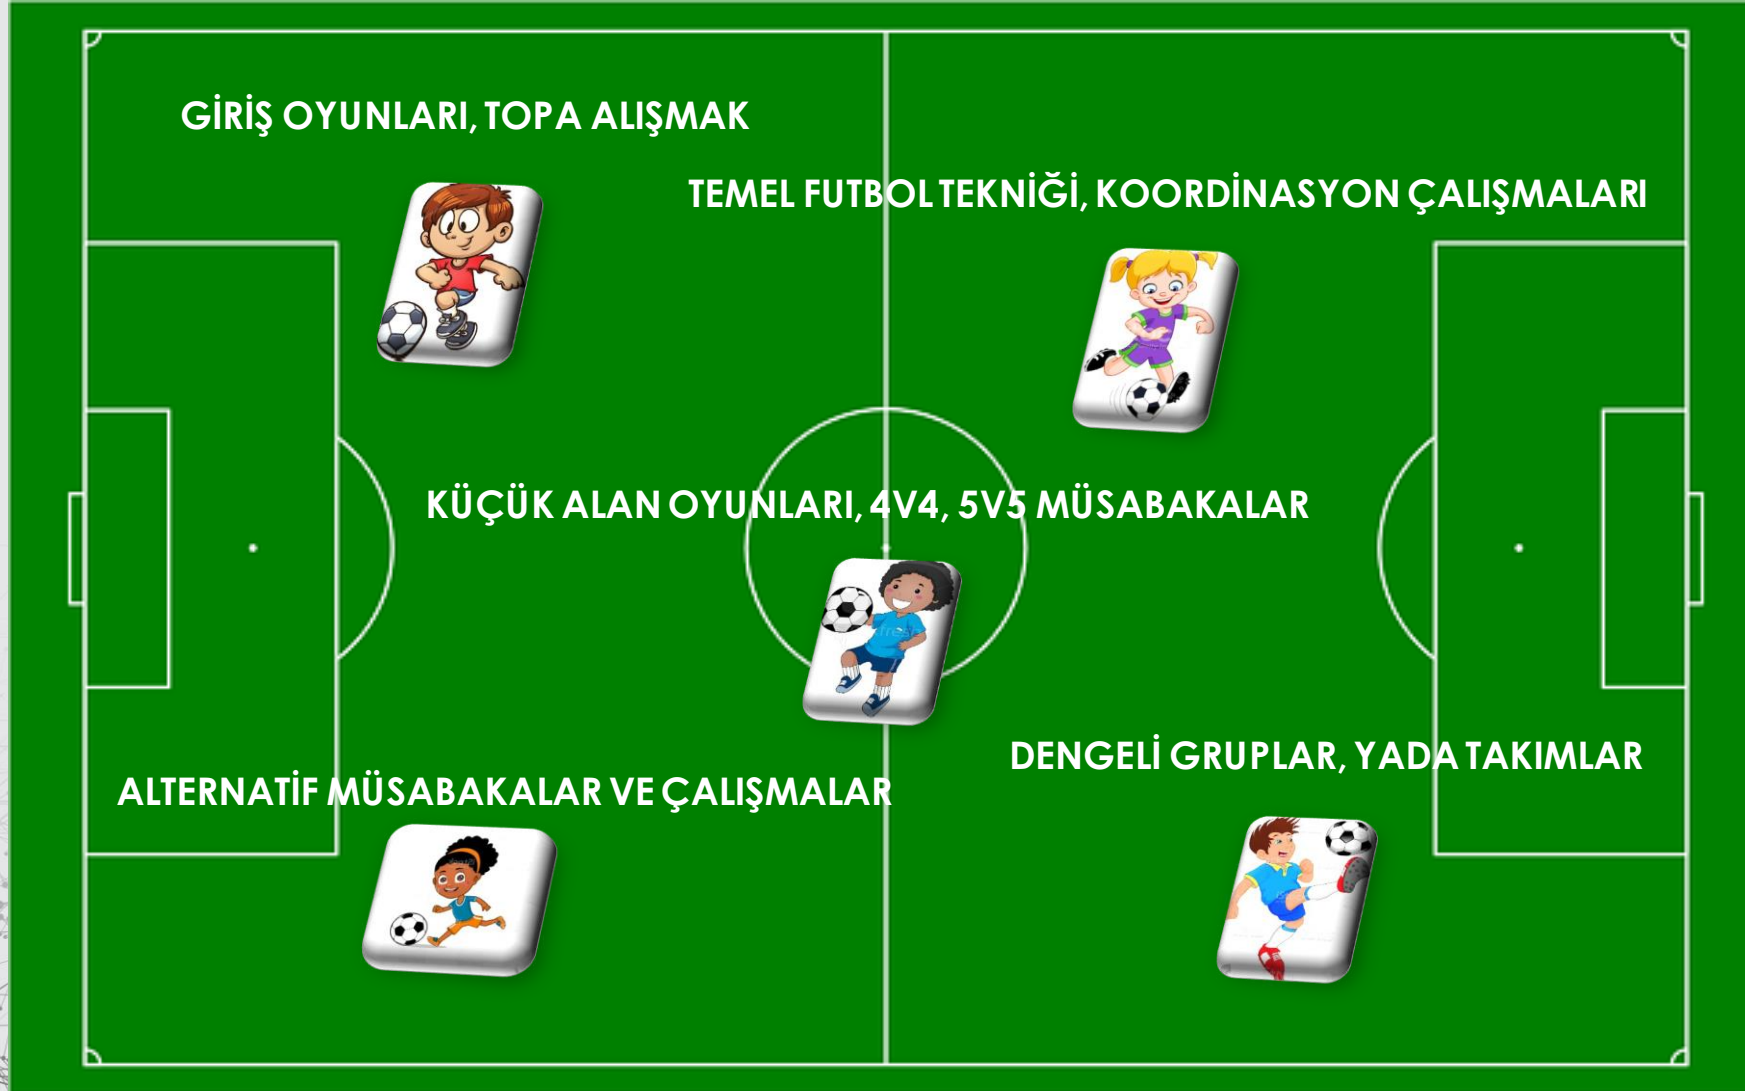 GİRİŞ OYUNLARI, TOPA ALIŞMAK
TEMEL FUTBOL TEKNİĞİ, KOORDİNASYON ÇALIŞMALARI
KÜÇÜK ALAN OYUNLARI, 4V4, 5V5 MÜSABAKALAR
DENGELİ GRUPLAR, YADA TAKIMLAR
ALTERNATİF MÜSABAKALAR VE ÇALIŞMALAR